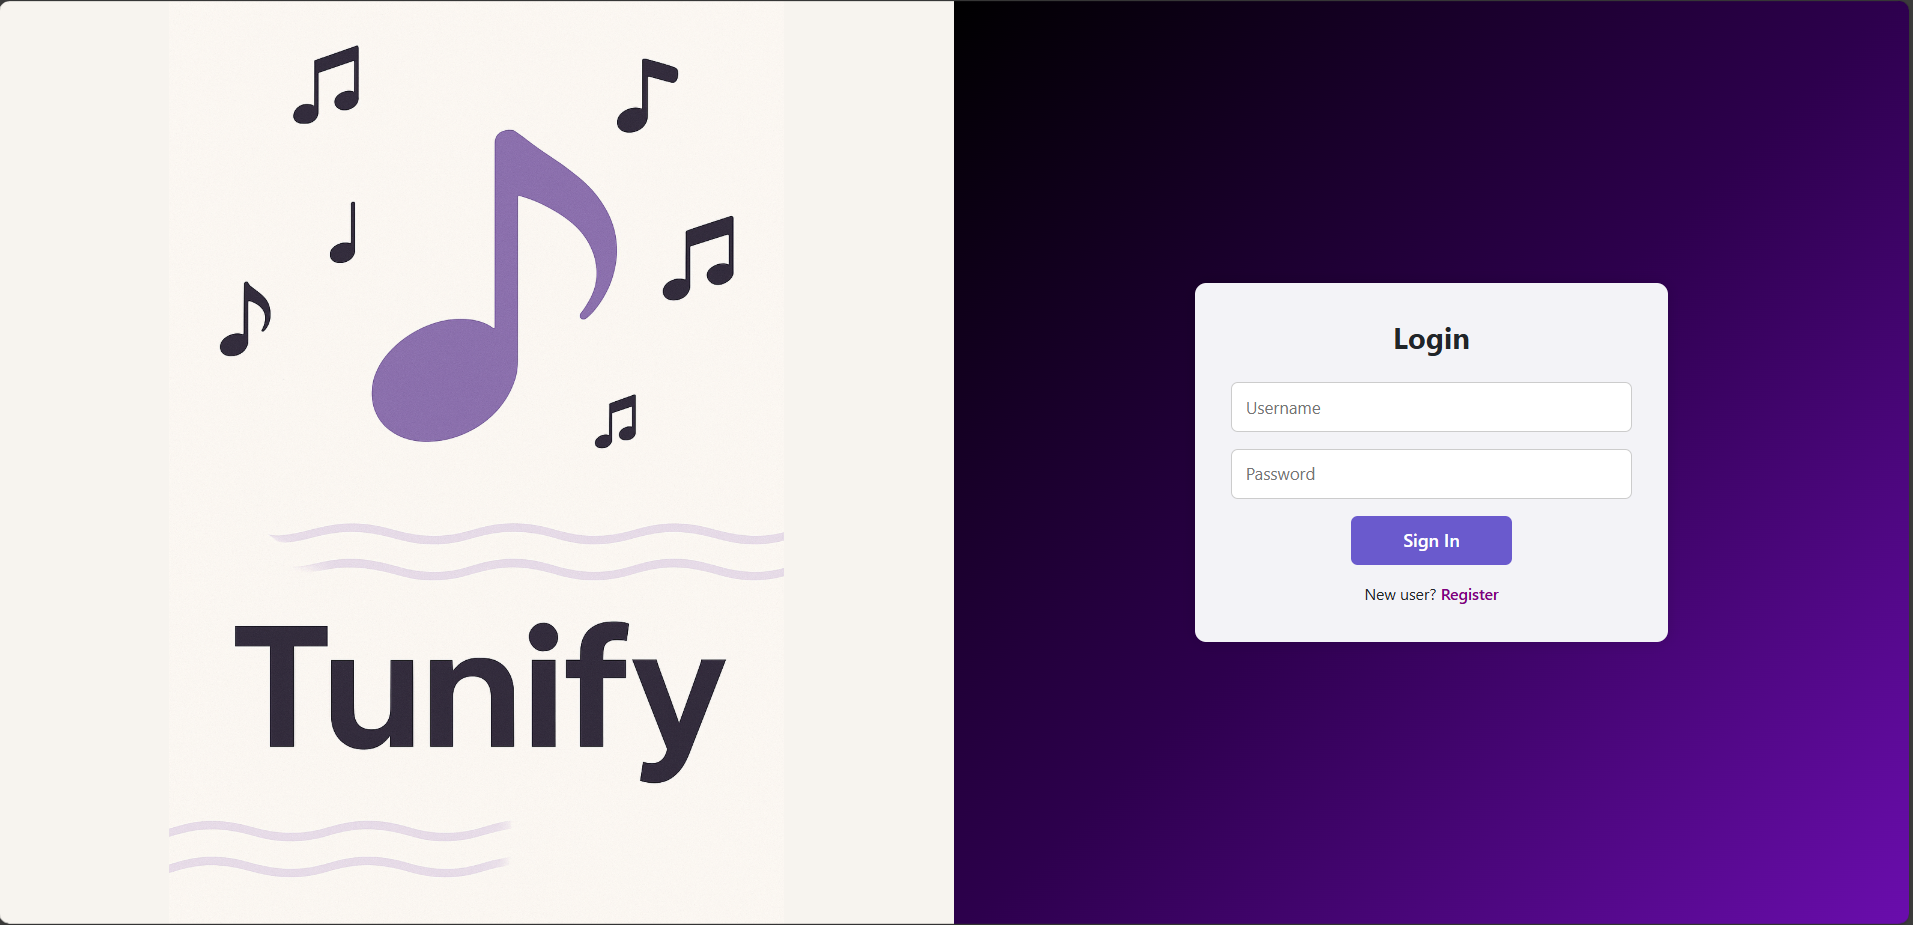 Tunify
Login
Username
Password
Sign In
New user? Register